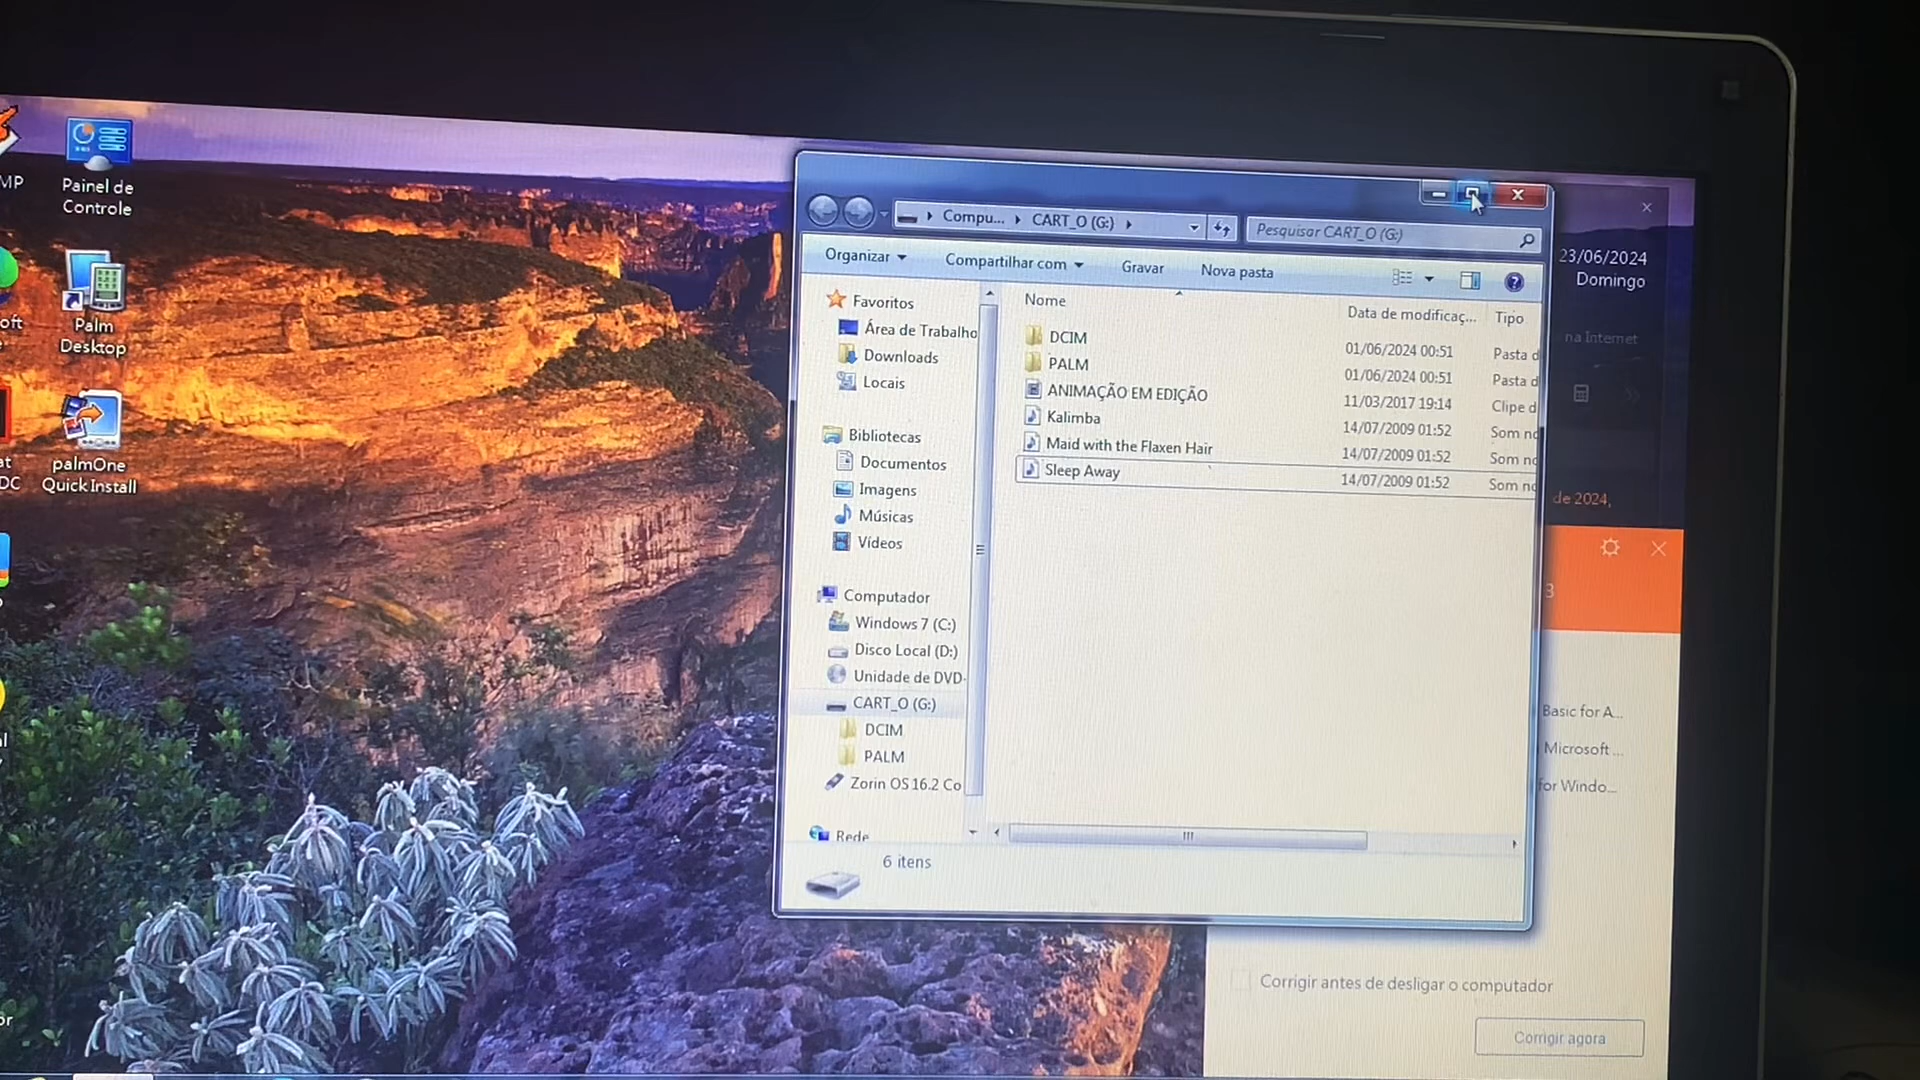 MP
Painel de
Controle
Palm
Desktop
palmOne
QuickInstall
DC
Compu...
CART_O (G:)
Pesquisar CART_O (G:)
Organizar
Compartilhar com
Gravar
Nova pasta
Favoritos
Área de Trabalho
Downloads
Locais
Bibliotecas
Documentos
Imagens
Músicas
Vídeos
Computador
Windows 7 (C:)
Disco Local (D:)
Unidade de DVD-
CART_O (G:)
DCIM
PALM
Zorin OS 16.2 Co
Rede
Nome
Data de modificaç...
Tipo
DCIM
01/06/2024 00:51
Pasta d
PALM
01/06/2024 00:51
Pasta d
ANIMAÇÃO EM EDIÇÃO
11/03/2017 19:14
Clipe d
Kalimba
14/07/2009 01:52
Som no
Maid with the Flaxen Hair
14/07/2009 01:52
Som no
Sleep Away
14/07/2009 01:52
Som no
6 itens
23/06/2024
Domingo
na Internet
de 2024,
Basic for A...
Microsoft ...
for Windo...
Corrigir antes de desligar o computador
Corrigir agora